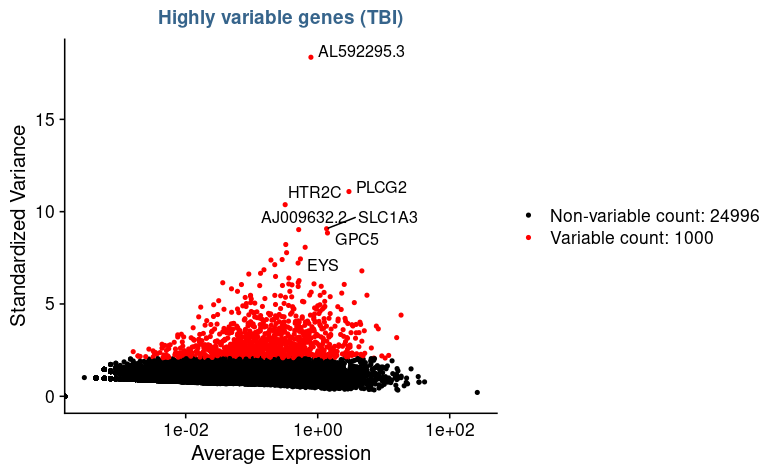 Highly variable genes (TBI)
AL592295.3
15
HTR2C
PLCG2
10
AJ009632.2
SLC1A3
GPC5
EYS
5
0
Standardized Variance
1e-02
1e+00
1e+02
Average Expression
Non-variable count: 24996
Variable count: 1000